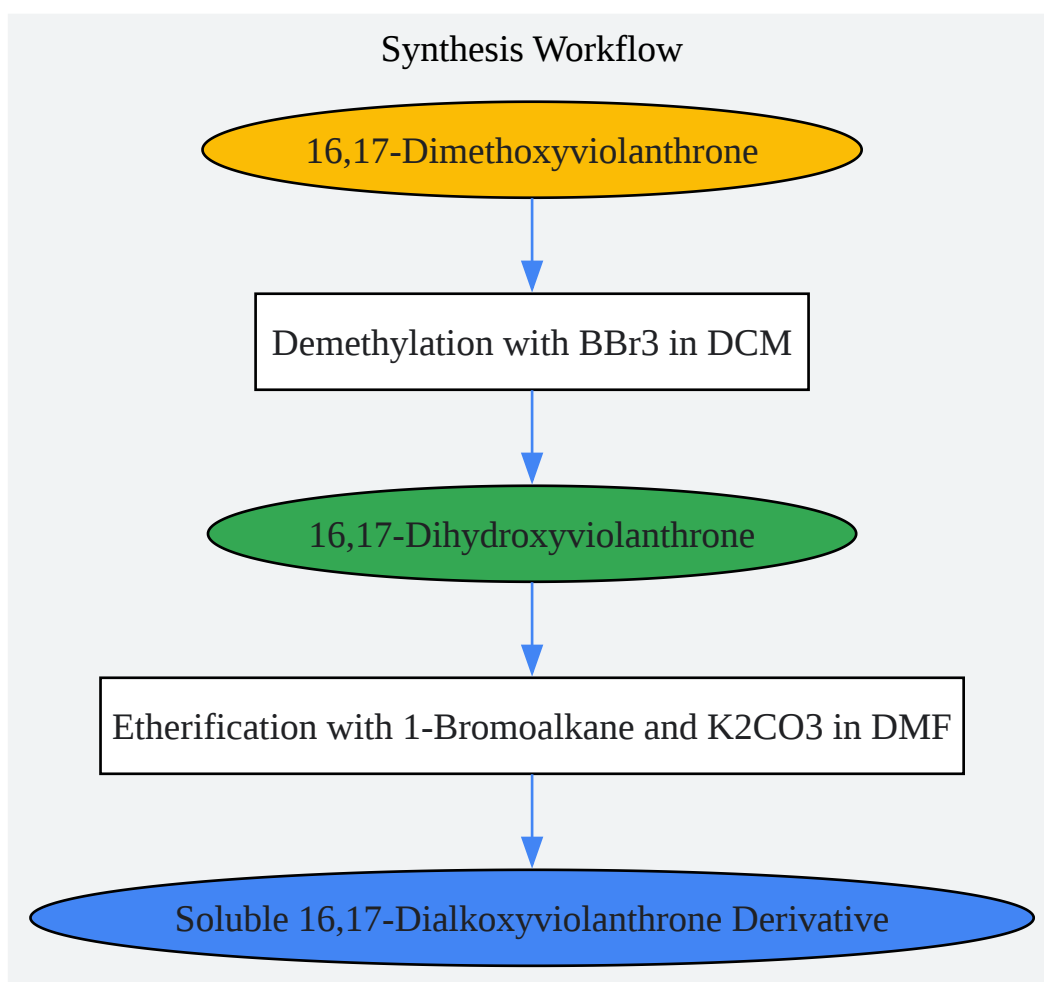 Synthesis Workflow
16,17-Dimethoxyviolanthrone
Demethylation with BBr3 in DCM
16,17-Dihydroxyviolanthrone
Etherification with 1-Bromoalkane and K2CO3 in DMF
Soluble 16,17-Dialkoxyviolanthrone Derivative